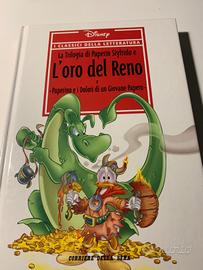 Disney
I CLASSICI DELLA LETTERATURA
La Trilogia di Paperin Sigfrido e
L'oro del Reno
e
Paperino e i Dolori di un Giovane Papero
CORRIERE DELLA SERA